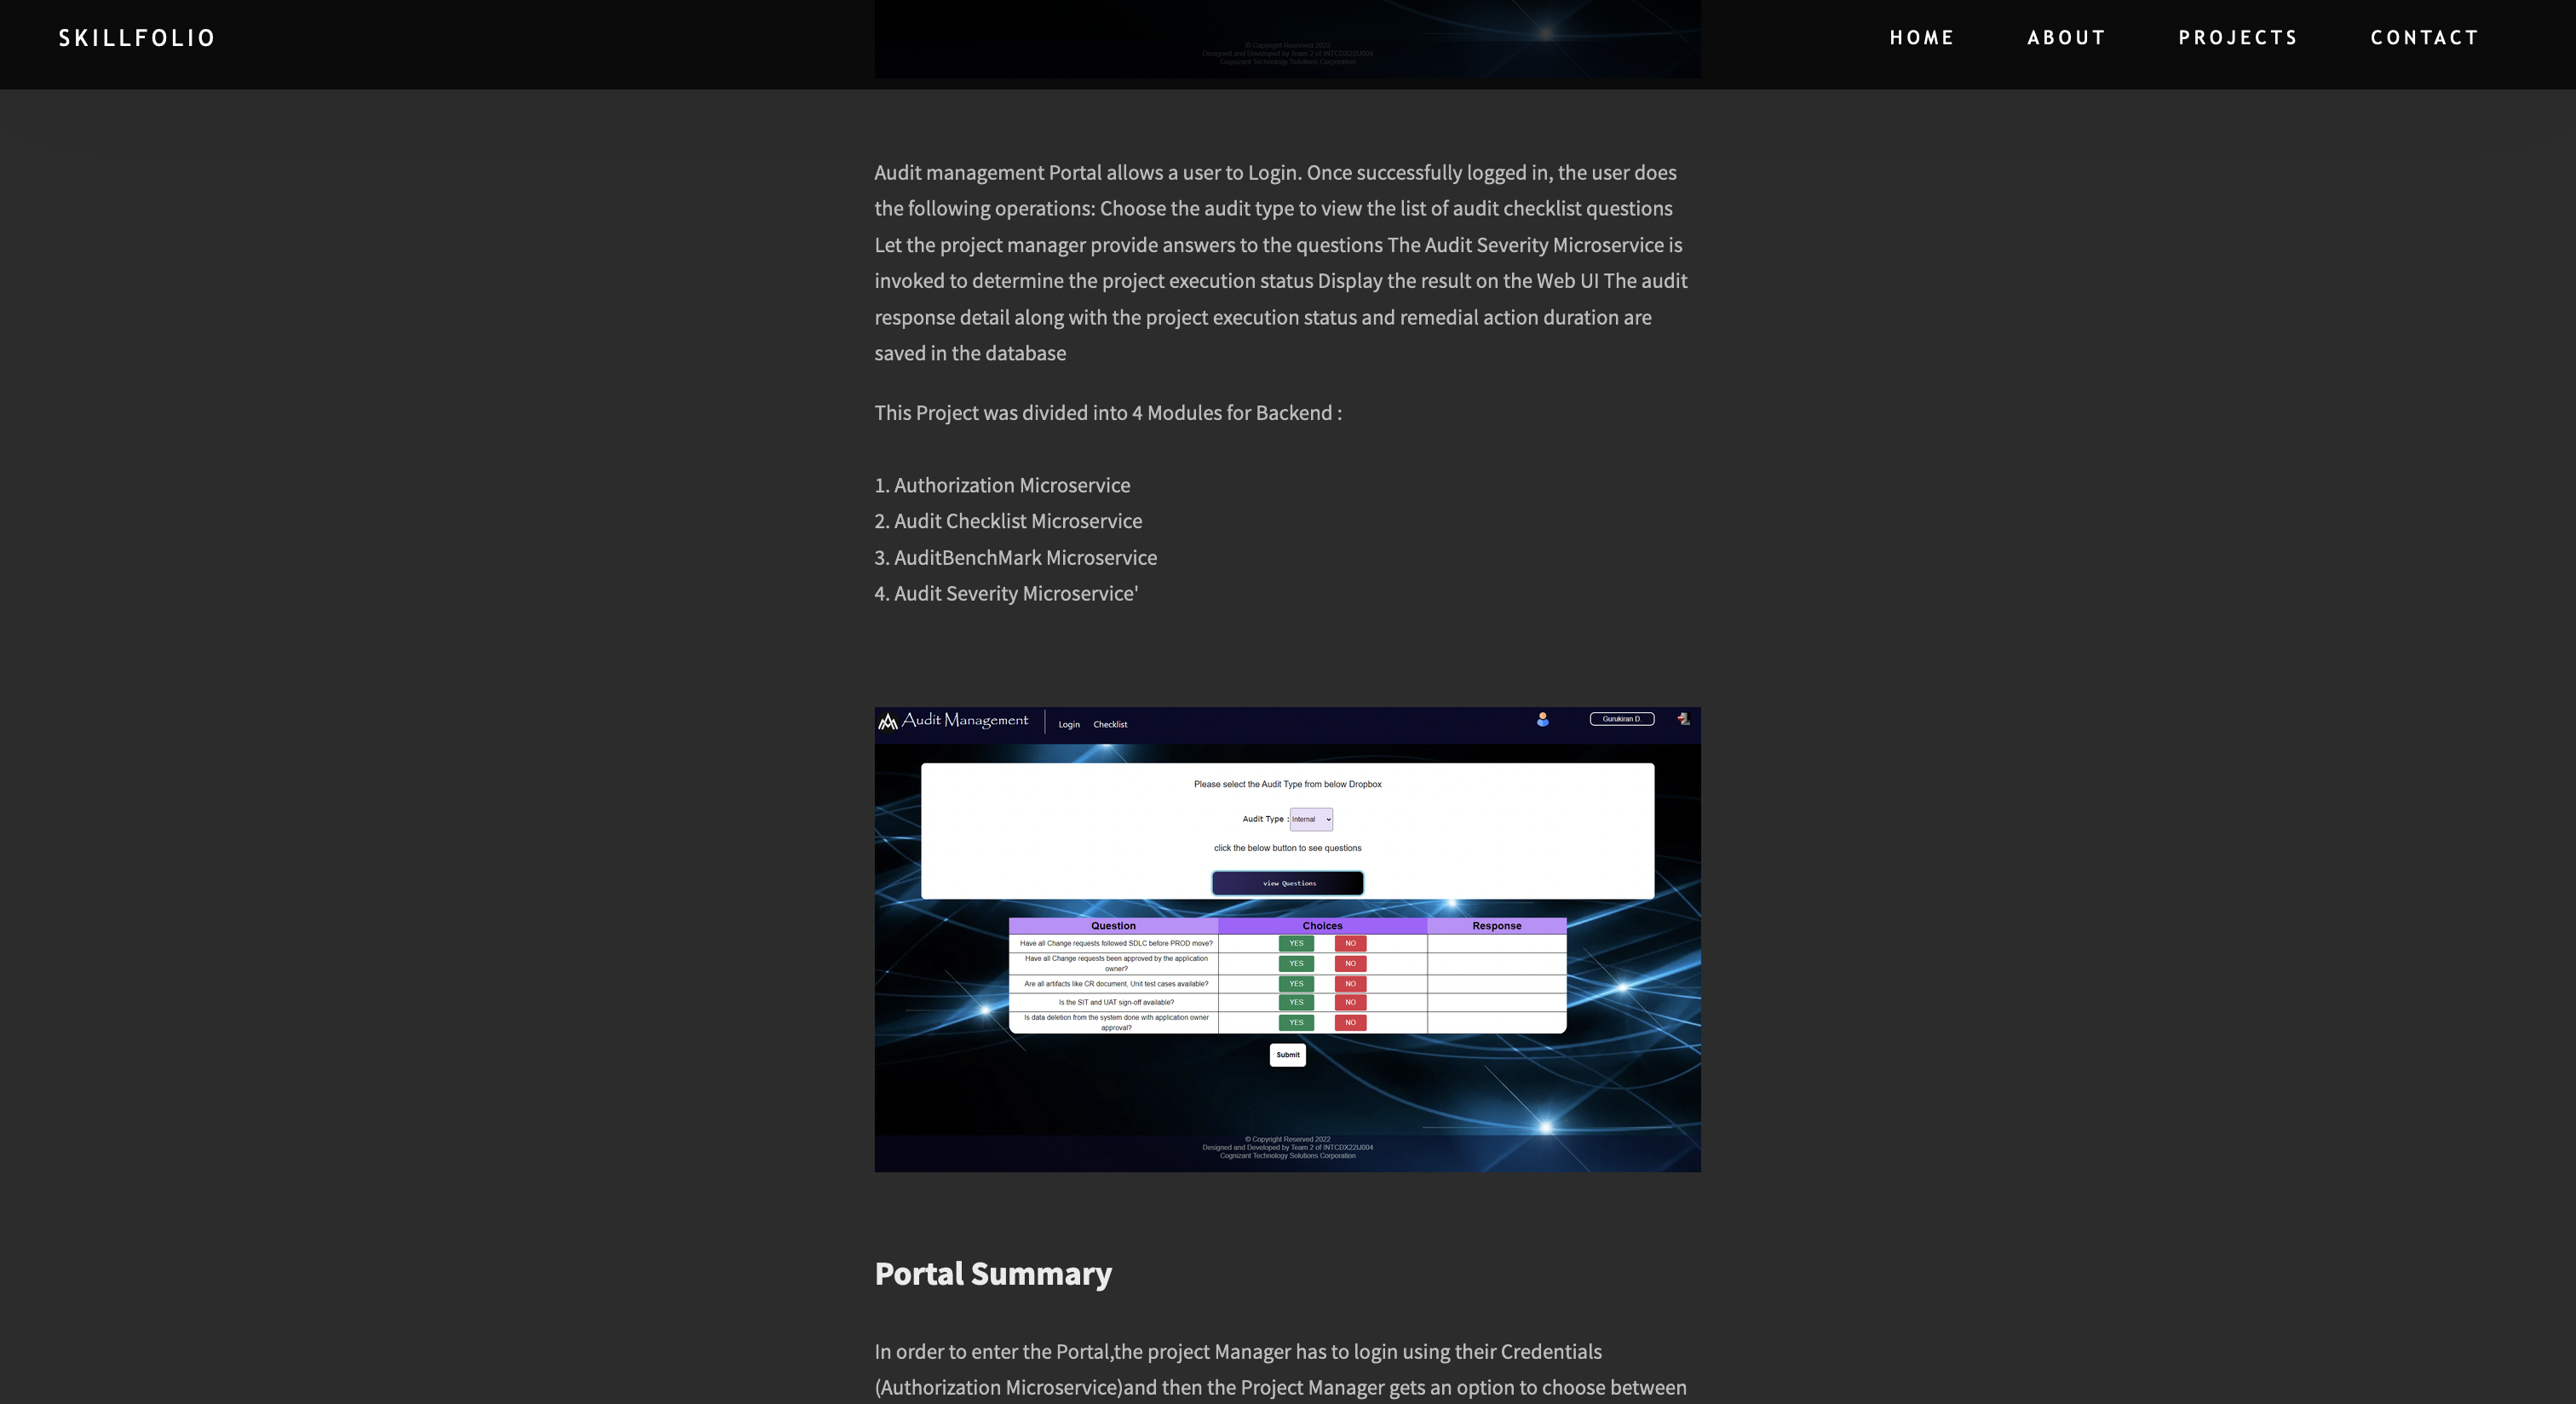 SKILLFOLIO
HOME
ABOUT
PROJECTS
CONTACT
© Copyright Reserved 2022
Designed and Developed by Team 2 of INTCDX22IJ004
Cognizant Technology Solutions Corporation
Audit management Portal allows a user to Login. Once successfully logged in, the user does
the following operations: Choose the audit type to view the list of audit checklist questions
Let the project manager provide answers to the questions The Audit Severity Microservice is
invoked to determine the project execution status Display the result on the Web UI The audit
response detail along with the project execution status and remedial action duration are
saved in the database
This Project was divided into 4 Modules for Backend :
1. Authorization Microservice
2. Audit Checklist Microservice
3. AuditBenchMark Microservice
4. Audit Severity Microservice'
Audit Management
Login
Checklist
Gurukiran D.
Please select the Audit Type from below Dropbox
Audit Type : Internal
click the below button to see questions
view Questions
Question Choices Response
Have all Change requests followed SDLC before PROD move? YES NO
Have all Change requests been approved by the application
owner? YES NO
Are all artifacts like CR document, Unit test cases available? YES NO
Is the SIT and UAT sign-off available? YES NO
Is data deletion from the system done with application owner
approval? YES NO
Submit
© Copyright Reserved 2022
Designed and Developed by Team 2 of INTCDX22IJ004
Cognizant Technology Solutions Corporation
Portal Summary
In order to enter the Portal,the project Manager has to login using their Credentials
(Authorization Microservice)and then the Project Manager gets an option to choose between